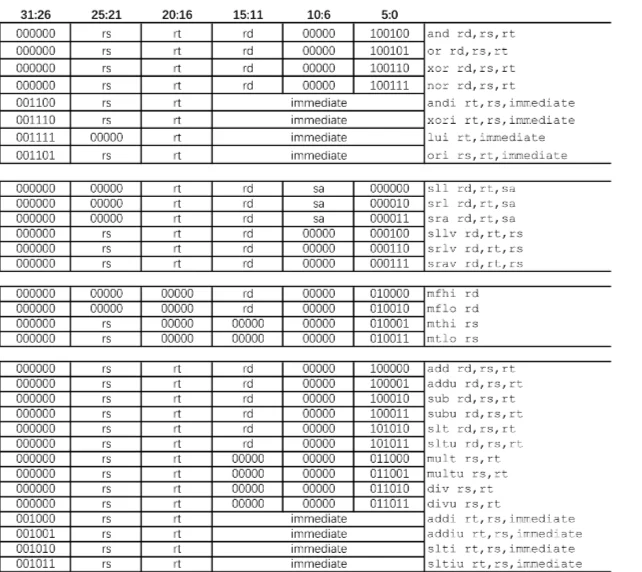 31:26 25:21 20:16 15:11 10:6 5:0
000000 rs rt rd 00000 100100 and rd,rs,rt
000000 rs rt rd 00000 100101 or rd,rs,rt
000000 rs rt rd 00000 100110 xor rd,rs,rt
000000 rs rt rd 00000 100111 nor rd,rs,rt
001100 rs rt immediate andi rt,rs,immediate
001110 rs rt immediate xori rt,rs,immediate
001111 00000 rt immediate lui rt,immediate
001101 rs rt immediate ori rs,rt,immediate
000000 00000 rt rd sa 000000 sll rd,rt,sa
000000 00000 rt rd sa 000010 srl rd,rt,sa
000000 00000 rt rd sa 000011 sra rd,rt,sa
000000 rs rt rd 00000 000100 sllv rd,rt,rs
000000 rs rt rd 00000 000110 srlv rd,rt,rs
000000 rs rt rd 00000 000111 srav rd,rt,rs
000000 00000 00000 rd 00000 010000 mfhi rd
000000 00000 00000 rd 00000 010010 mflo rd
000000 rs 00000 00000 00000 010001 mthi rs
000000 rs 00000 00000 00000 010011 mtlo rs
000000 rs rt rd 00000 100000 add rd,rs,rt
000000 rs rt rd 00000 100001 addu rd,rs,rt
000000 rs rt rd 00000 100010 sub rd,rs,rt
000000 rs rt rd 00000 100011 subu rd,rs,rt
000000 rs rt rd 00000 101010 slt rd,rs,rt
000000 rs rt rd 00000 101011 sltu rd,rs,rt
000000 rs rt 00000 00000 011000 mult rs,rt
000000 rs rt 00000 00000 011001 multu rs,rt
000000 rs rt 00000 00000 011010 div rs,rt
000000 rs rt 00000 00000 011011 divu rs,rt
001000 rs rt immediate addi rt,rs,immediate
001001 rs rt immediate addiu rt,rs,immediate
001010 rs rt immediate slti rt,rs,immediate
001011 rs rt immediate sltiu rt,rs,immediate